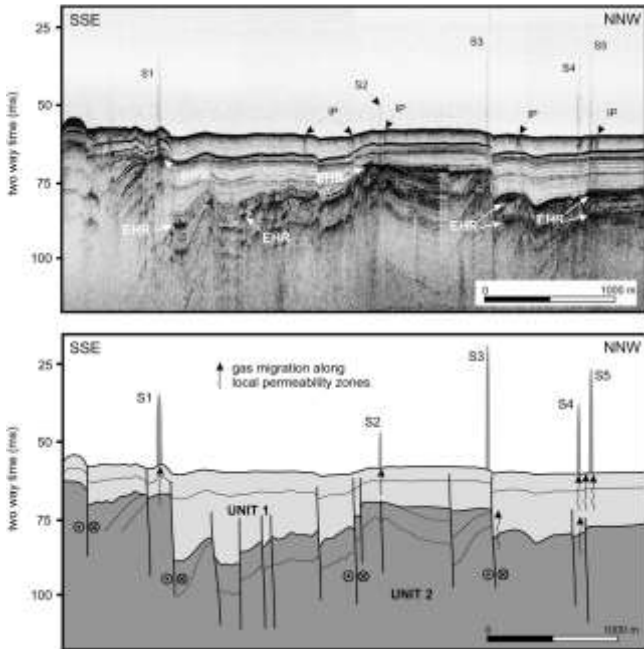 SSE
NNW
25
50
75
100
two way time (ms)
S1
S2
S3
S4
S5
IP
IP
IP
IP
EHR
EHR
EHR
EHR
EHR
0
1000 m
SSE
NNW
25
50
75
100
two way time (ms)
gas migration along
local permeability zones
S1
S2
S3
S4
S5
UNIT 1
UNIT 2
0
1000 m